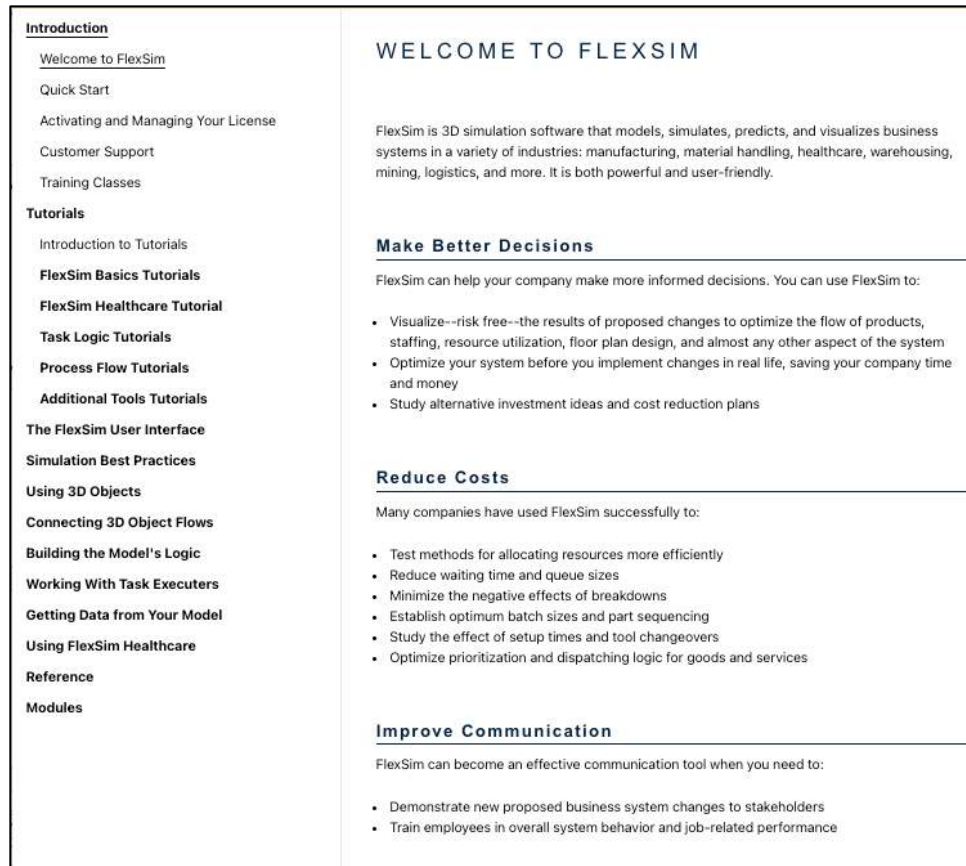 Introduction
Welcome to FlexSim
Quick Start
Activating and Managing Your License
Customer Support
Training Classes
Tutorials
Introduction to Tutorials
FlexSim Basics Tutorials
FlexSim Healthcare Tutorial
Task Logic Tutorials
Process Flow Tutorials
Additional Tools Tutorials
The FlexSim User Interface
Simulation Best Practices
Using 3D Objects
Connecting 3D Object Flows
Building the Model's Logic
Working With Task Executers
Getting Data from Your Model
Using FlexSim Healthcare
Reference
Modules
WELCOME TO FLEXSIM
FlexSim is 3D simulation software that models, simulates, predicts, and visualizes business
systems in a variety of industries: manufacturing, material handling, healthcare, warehousing,
mining, logistics, and more. It is both powerful and user-friendly.
Make Better Decisions
FlexSim can help your company make more informed decisions. You can use FlexSim to:
• Visualize--risk free--the results of proposed changes to optimize the flow of products,
staffing, resource utilization, floor plan design, and almost any other aspect of the system
• Optimize your system before you implement changes in real life, saving your company time
and money
• Study alternative investment ideas and cost reduction plans
Reduce Costs
Many companies have used FlexSim successfully to:
• Test methods for allocating resources more efficiently
• Reduce waiting time and queue sizes
• Minimize the negative effects of breakdowns
• Establish optimum batch sizes and part sequencing
• Study the effect of setup times and tool changeovers
• Optimize prioritization and dispatching logic for goods and services
Improve Communication
FlexSim can become an effective communication tool when you need to:
• Demonstrate new proposed business system changes to stakeholders
• Train employees in overall system behavior and job-related performance